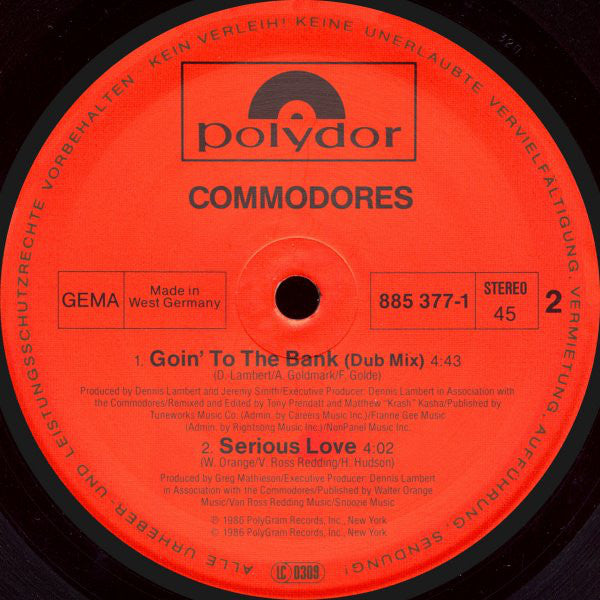 ALLE URHEBER- UND LEISTUNGSSCHUTZRECHTE VORBEHALTEN · KEIN VERLEIH! KEINE UNERLAUBTE VERVIELFÄLTIGUNG, VERMIETUNG, AUFFÜHRUNG, SENDUNG!
polydor
COMMODORES
GEMA
Made in
West Germany
885 377-1
STEREO
45
2
1. Goin' To The Bank (Dub Mix) 4:43
(D. Lambert/A. Goldmark/F. Golde)
Produced by Dennis Lambert and Jeremy Smith/Executive Producer: Dennis Lambert in Association with
the Commodores/Remixed and Edited by Tony Prendatt and Matthew "Krash" Kasha/Published by
Tuneworks Music Co. (Admin. by Careers Music Inc.)/Franne Gee Music
(Admin. by Rightsong Music Inc.)/NonPanel Music Inc.
2. Serious Love 4:02
(W. Orange/V. Ross Redding/H. Hudson)
Produced by Greg Mathieson/Executive Producer: Dennis Lambert
in Association with the Commodores/Published by Walter Orange
Music/Van Ross Redding Music/Snoozie Music
℗ 1986 PolyGram Records, Inc., New York
© 1986 PolyGram Records, Inc., New York
LC 0309